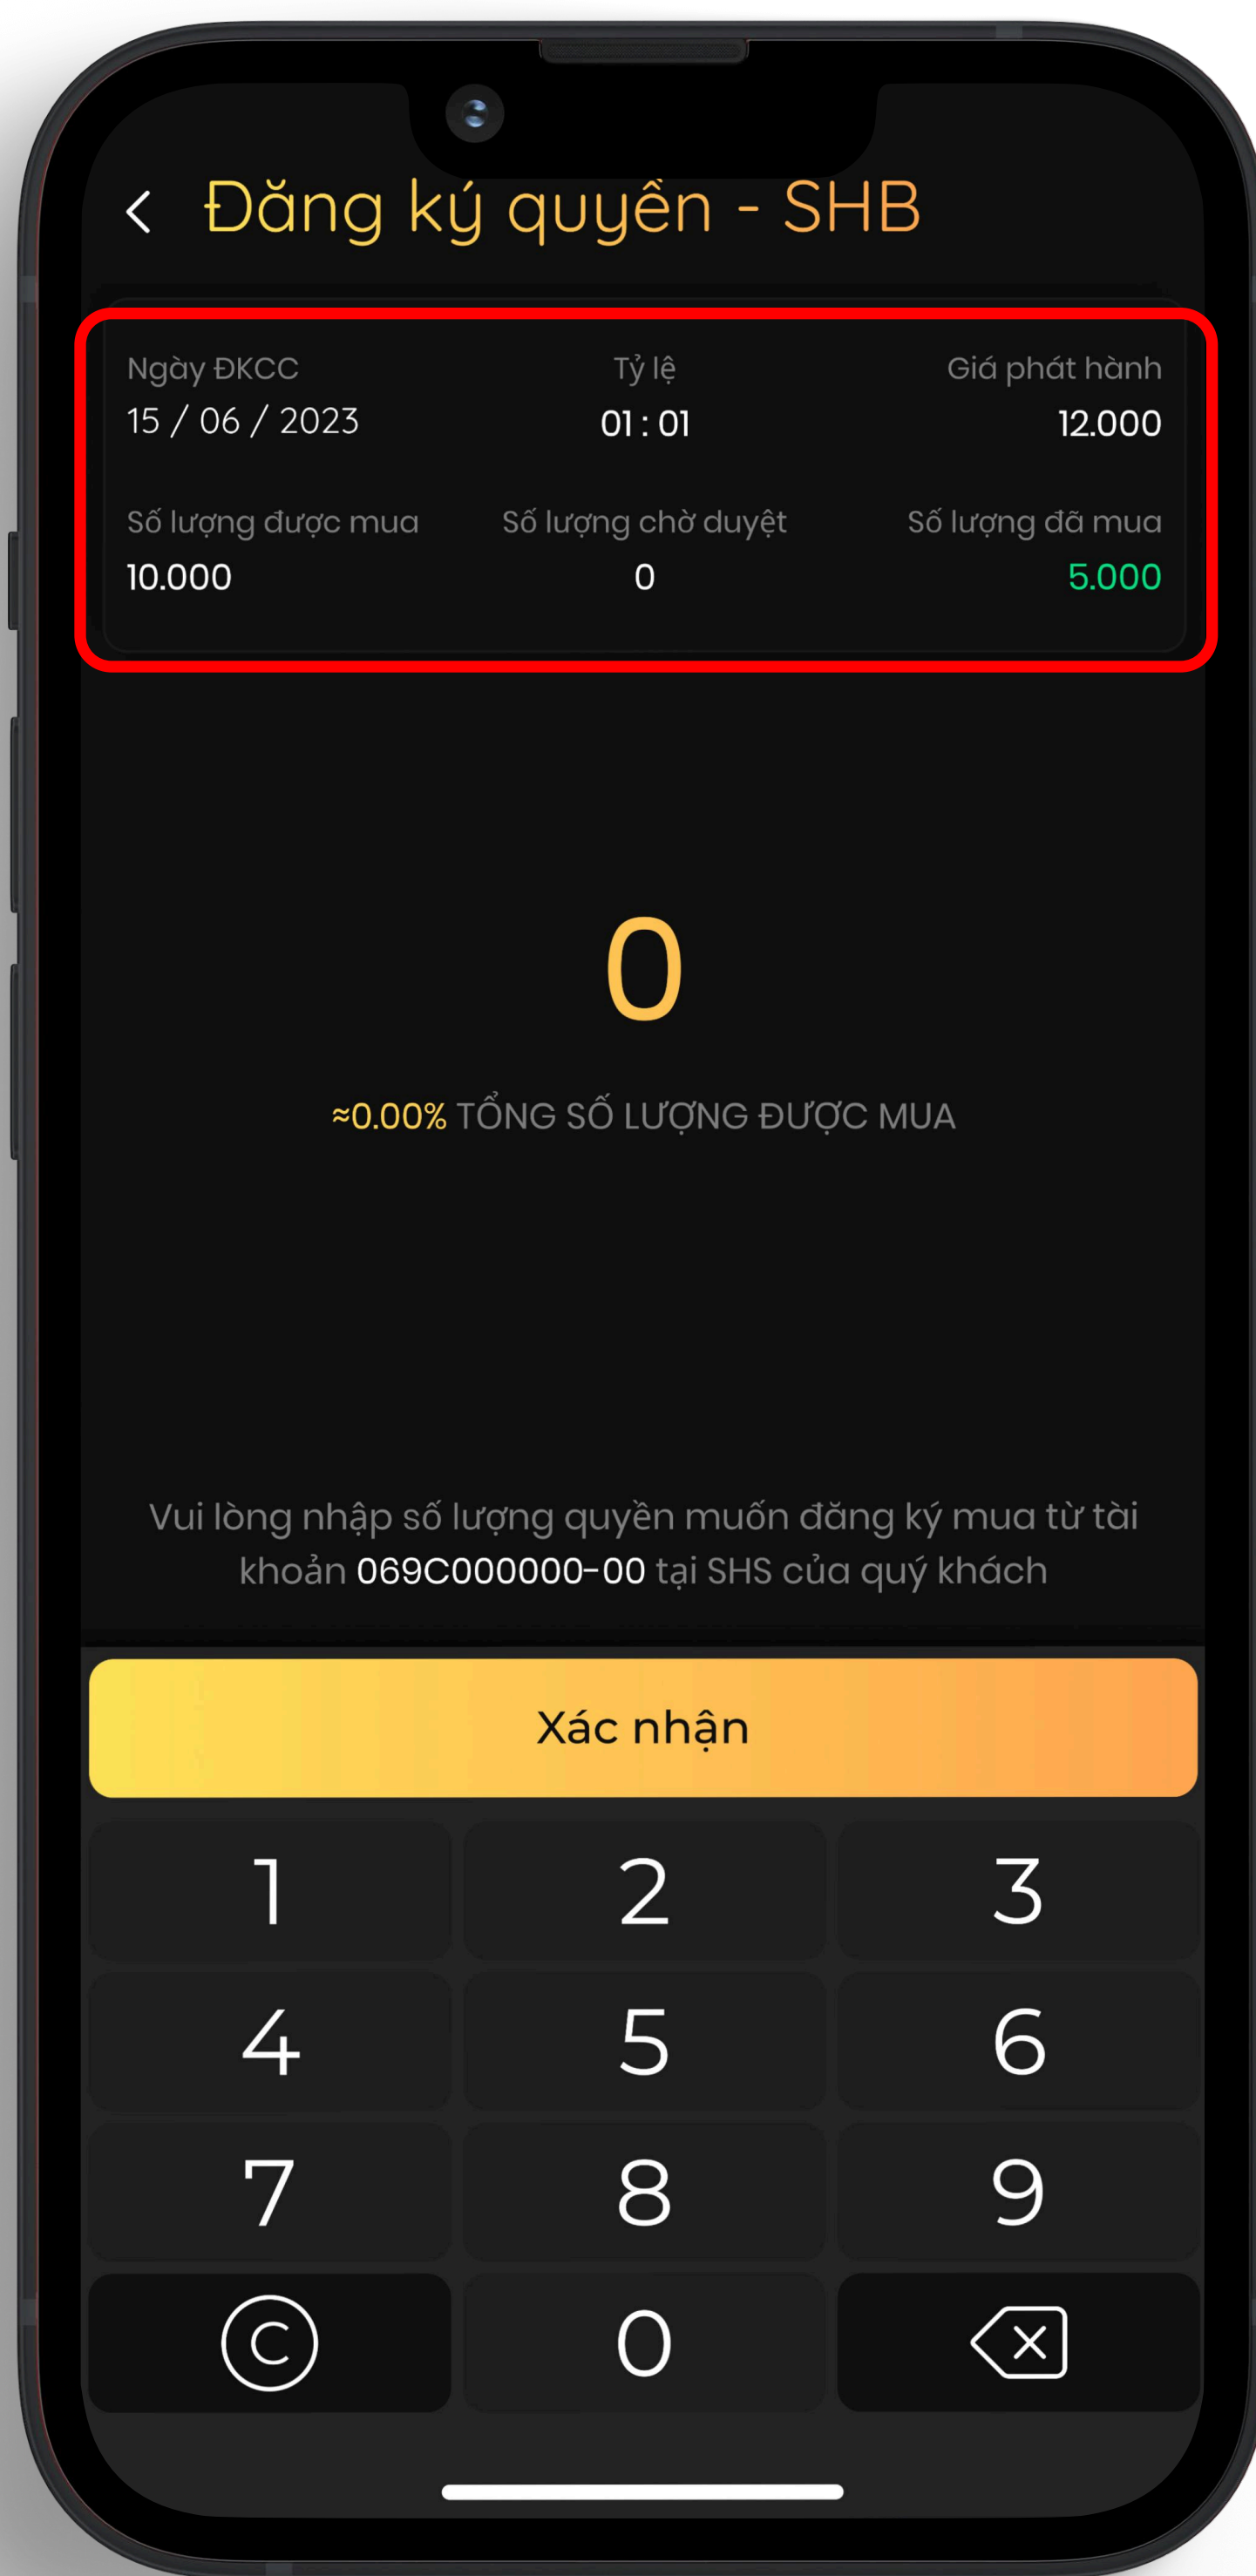 Đăng ký quyền - SHB
Ngày ĐKCC Tỷ lệ Giá phát hành
15 / 06 / 2023 01 : 01 12.000
Số lượng được mua Số lượng chờ duyệt Số lượng đã mua
10.000 0 5.000
0
≈0.00% TỔNG SỐ LƯỢNG ĐƯỢC MUA
Vui lòng nhập số lượng quyền muốn đăng ký mua từ tài
khoản 069C000000-00 tại SHS của quý khách
Xác nhận
1 2 3
4 5 6
7 8 9
C 0